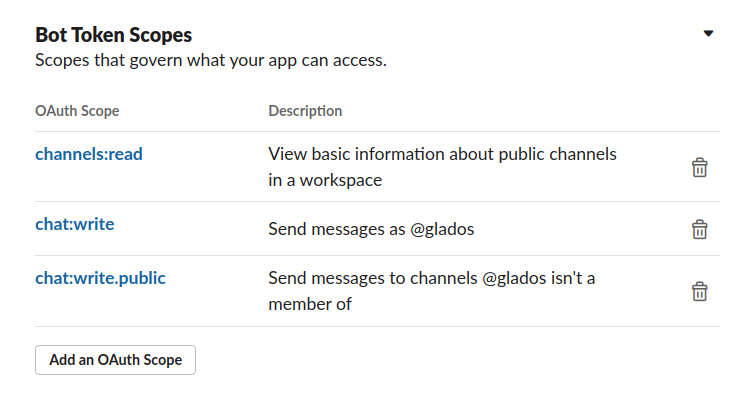 Bot Token Scopes
Scopes that govern what your app can access.
OAuth Scope Description
channels:read View basic information about public channels
in a workspace
chat:write Send messages as @glados
chat:write.public Send messages to channels @glados isn't a
member of
Add an OAuth Scope